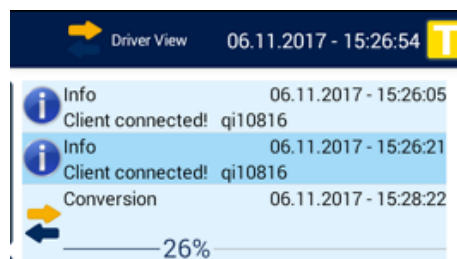 Driver View 06.11.2017 - 15:26:54 T
Info 06.11.2017 - 15:26:05
Client connected! qi10816
Info 06.11.2017 - 15:26:21
Client connected! qi10816
Conversion 06.11.2017 - 15:28:22
26%